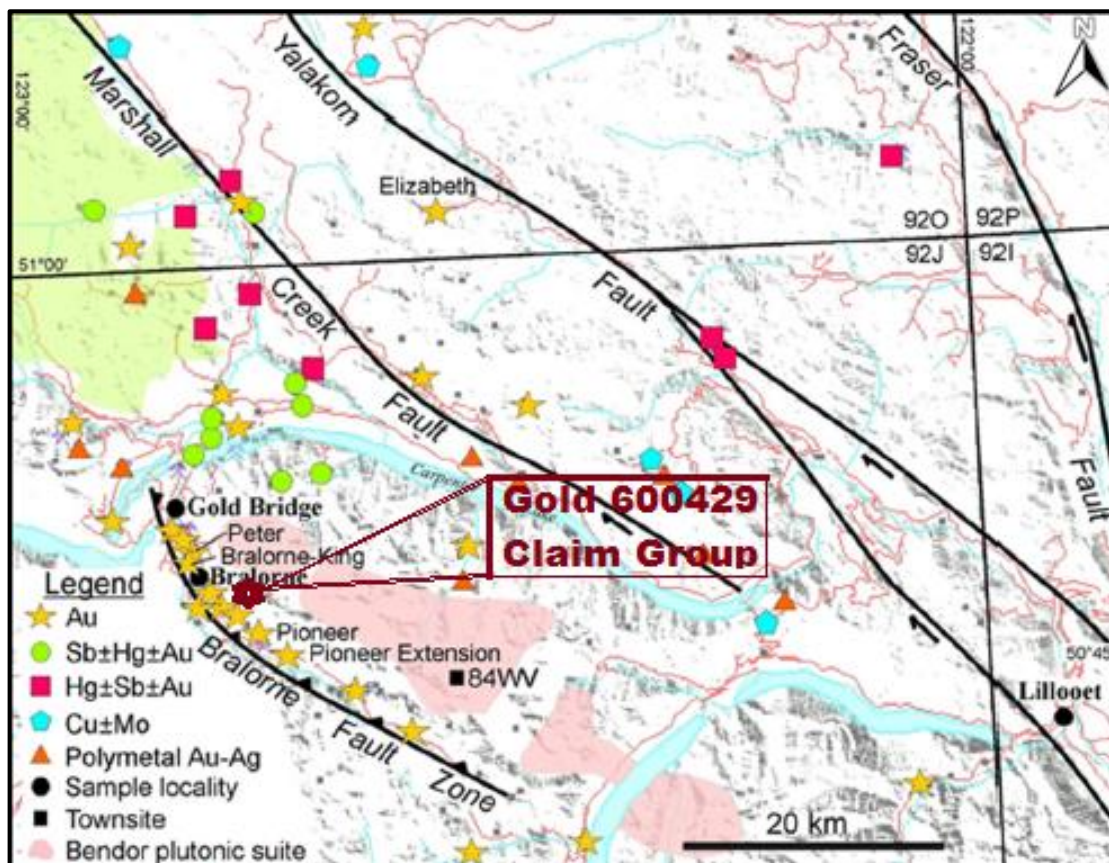 Marshall
Creek
Fault
Yalakom
Fault
Fraser
Fault
N
123°00'
122°00'
Elizabeth
92O
92P
92J
92I
51°00'
Carpen
Gold 600429
Claim Group
Gold Bridge
Peter
Bralorne-King
Bralorne
Pioneer
Pioneer Extension
84WV
Bralorne
Fault
Zone
50°45'
Lillooet
20 km
Legend
Au
Sb±Hg±Au
Hg±Sb±Au
Cu±Mo
Polymetal Au-Ag
Sample locality
Townsite
Bendor plutonic suite